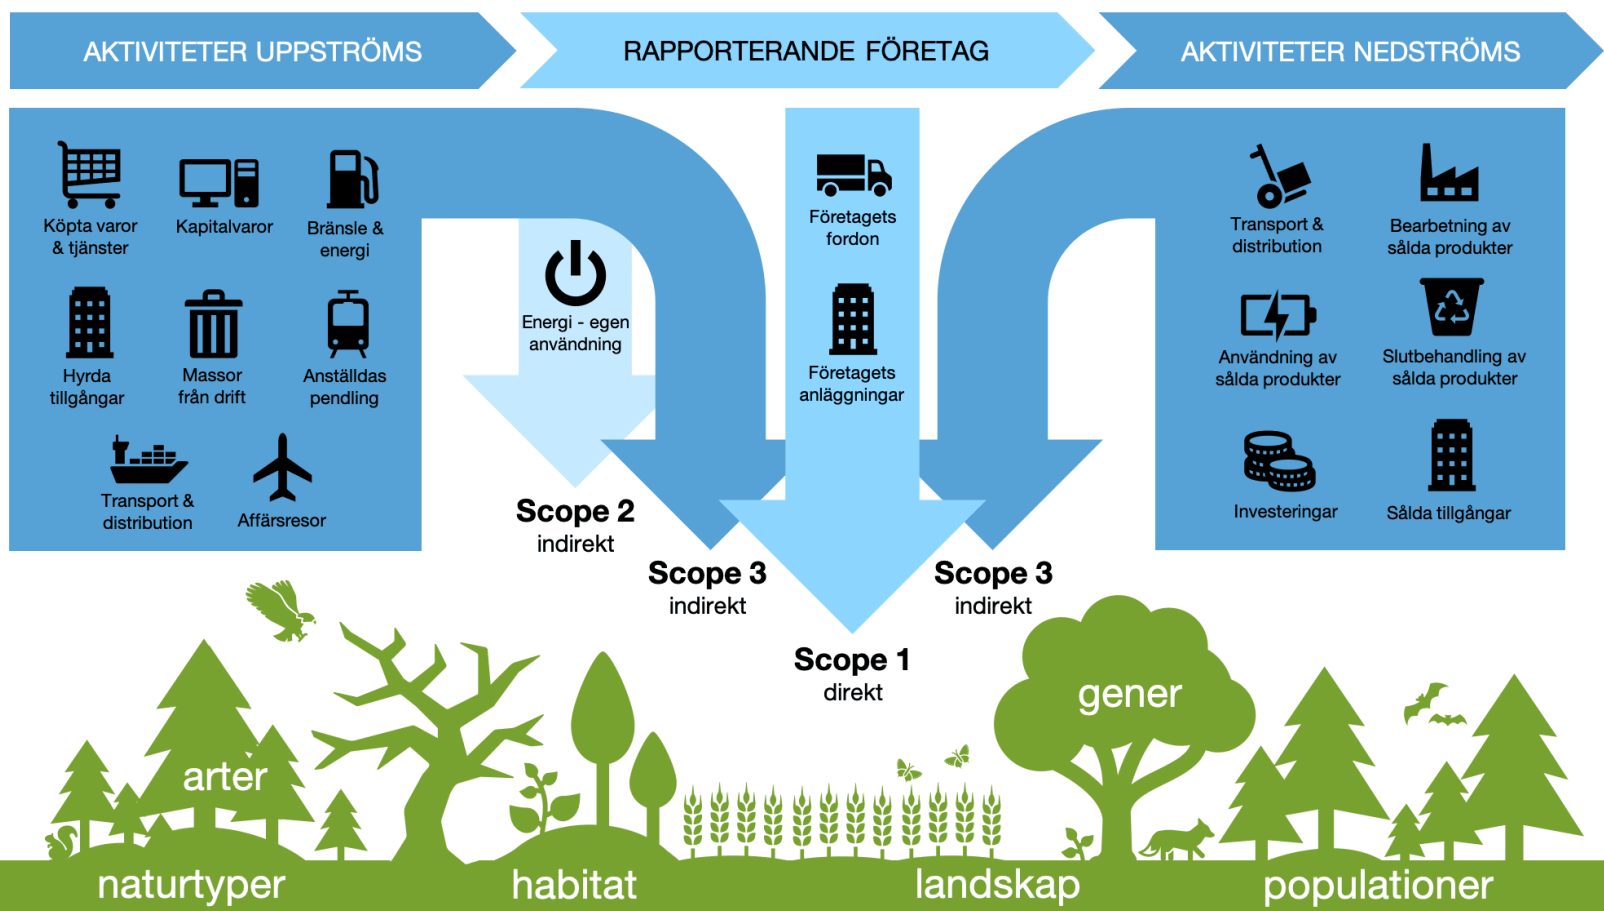 AKTIVITETER UPPSTRÖMS
RAPPORTERANDE FÖRETAG
AKTIVITETER NEDSTRÖMS
Köpta varor
& tjänster
Kapitalvaror
Bränsle &
energi
Hyrda
tillgångar
Massor
från drift
Anställdas
pendling
Transport &
distribution
Affärsresor
Energi - egen
användning
Scope 2
indirekt
Scope 3
indirekt
Företagets
fordon
Företagets
anläggningar
Scope 1
direkt
Scope 3
indirekt
Transport &
distribution
Bearbetning av
sålda produkter
Användning av
sålda produkter
Slutbehandling av
sålda produkter
Investeringar
Sålda tillgångar
arter
gener
naturtyper
habitat
landskap
populationer